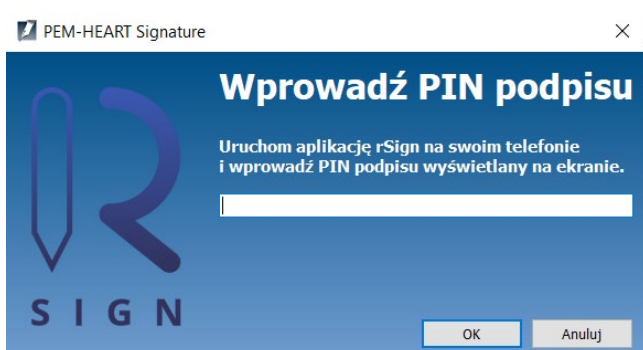 PEM-HEART Signature
Wprowadź PIN podpisu
Uruchom aplikację rSign na swoim telefonie
i wprowadź PIN podpisu wyświetlany na ekranie.
R
SIGN
OK
Anuluj